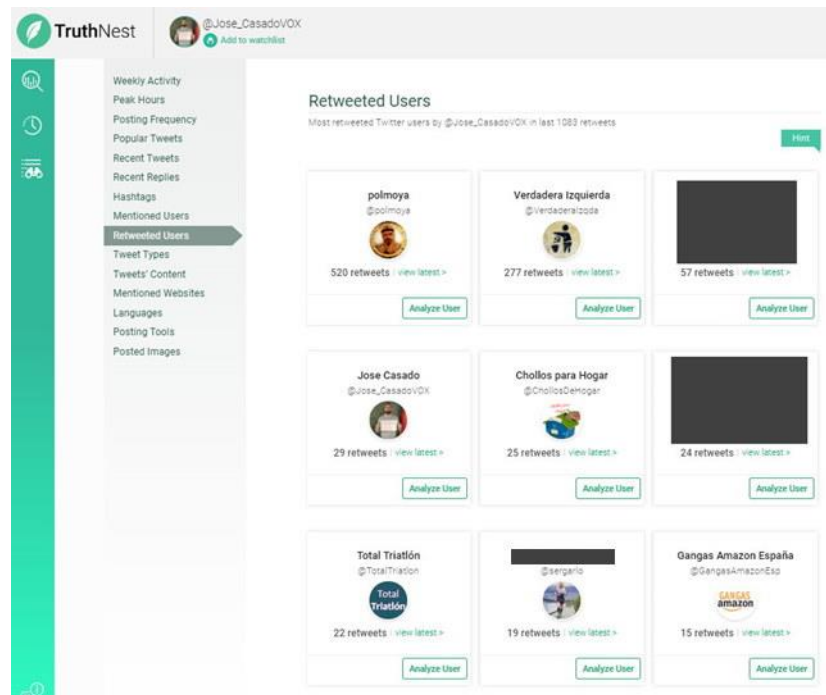 TruthNest
@Jose_CasadoVOX
Add to watchlist
Weekly Activity
Peak Hours
Posting Frequency
Popular Tweets
Recent Tweets
Recent Replies
Hashtags
Mentioned Users
Retweeted Users
Tweet Types
Tweets' Content
Mentioned Websites
Languages
Posting Tools
Posted Images
Retweeted Users
Most retweeted Twitter users by @Jose_CasadoVOX in last 1083 retweets
Hint
polmoya
@polmoya
520 retweets | view latest >
Analyze User
Verdadera Izquierda
@VerdaderaIzqda
277 retweets | view latest >
Analyze User
57 retweets | view latest >
Analyze User
Jose Casado
@Jose_CasadoVOX
29 retweets | view latest >
Analyze User
Chollos para Hogar
@ChollosDeHogar
25 retweets | view latest >
Analyze User
24 retweets | view latest >
Analyze User
Total Triatlón
@TotalTriatlon
Total
Triatlón
22 retweets | view latest >
Analyze User
@sergario
19 retweets | view latest >
Analyze User
Gangas Amazon España
@GangasAmazonEsp
GANGAS
amazon
15 retweets | view latest >
Analyze User